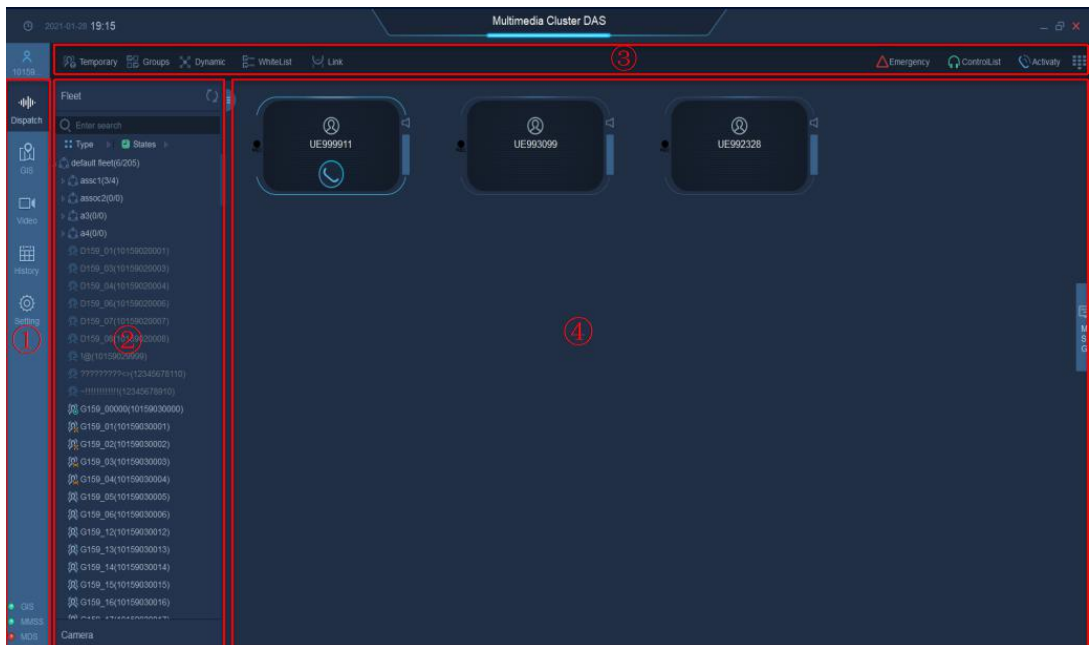 2021-01-28 19:15
Multimedia Cluster DAS
10159...
Temporary
Groups
Dynamic
WhiteList
Link
③
Emergency
ControlList
Activaty
Dispatch
GIS
Video
History
Setting
①
GIS
MMSS
MDS
Fleet
Enter search
Type
States
default fleet(6/205)
assc1(3/4)
assoc2(0/0)
a3(0/0)
a4(0/0)
D159_01(10159020001)
D159_03(10159020003)
D159_04(10159020004)
D159_06(10159020006)
D159_07(10159020007)
D159_08(10159020008)
②
!@(10159029999)
?????????<>(12345678110)
G159_00000(10159030000)
G159_01(10159030001)
G159_02(10159030002)
G159_03(10159030003)
G159_04(10159030004)
G159_05(10159030005)
G159_06(10159030006)
G159_12(10159030012)
G159_13(10159030013)
G159_14(10159030014)
G159_15(10159030015)
G159_16(10159030016)
Camera
UE999911
UE993099
UE992328
④
M
S
G